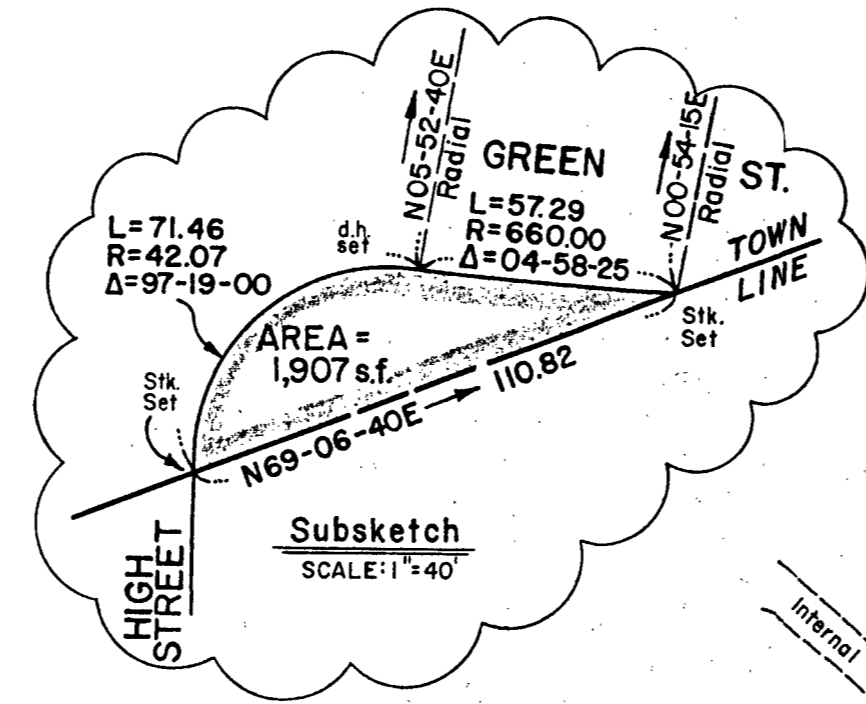 N05-52-40E
Radial
GREEN
N00-54-15E
Radial
ST.
L=71.46
R=42.07
Δ=97-19-00
d.h.
set
L=57.29
R=660.00
Δ=04-58-25
TOWN
LINE
Stk.
Set
AREA =
1,907 s.f.
Stk.
Set
N69-06-40E
110.82
HIGH
STREET
Subsketch
SCALE: 1"=40'
Internal